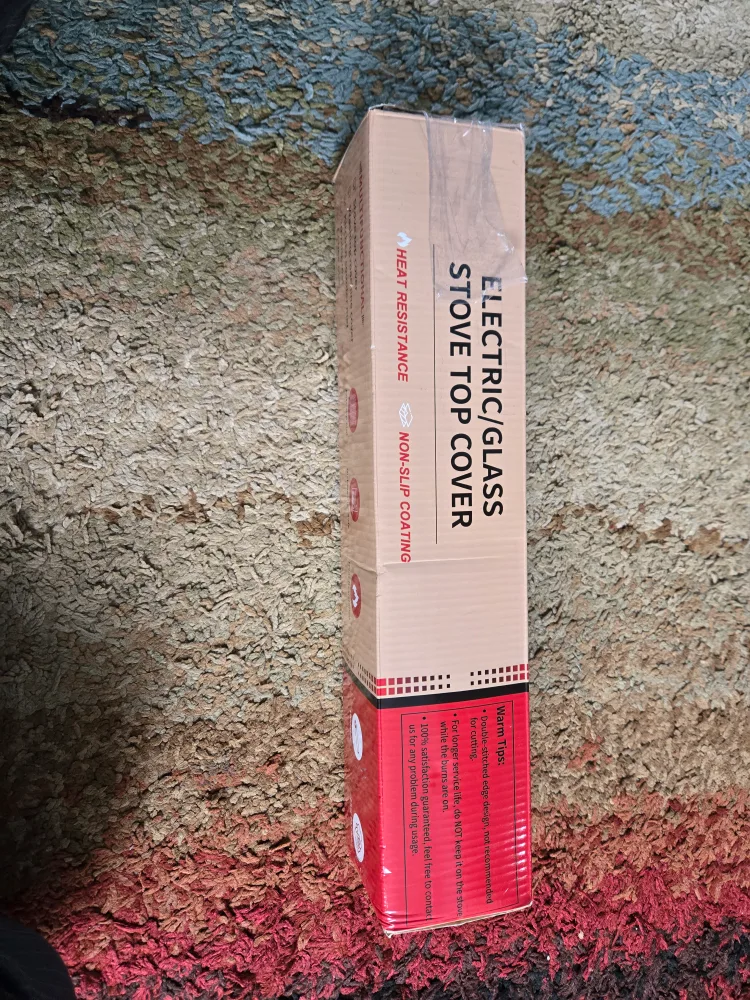 ELECTRIC/GLASS
STOVE TOP COVER
HEAT RESISTANCE
NON-SLIP COATING
Warm Tips:
• Double-stitched edge design, not recommended
for cutting.
• For longer service life, do NOT keep it on the stove
while the burns are on.
• 100% satisfaction guaranteed, feel free to contact
us for any problem during usage.